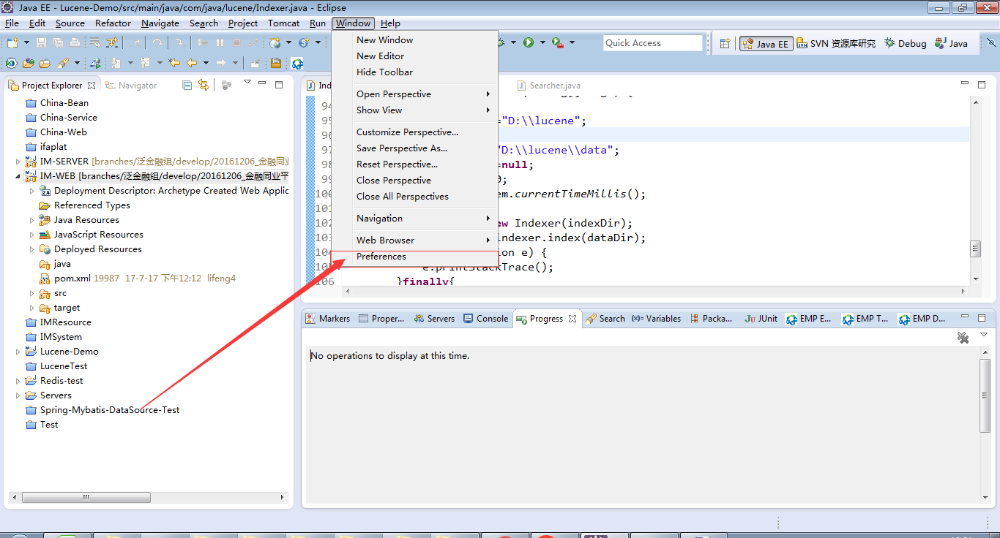 Java EE - Lucene-Demo/src/main/java/com/java/lucene/Indexer.java - Eclipse
File Edit Source Refactor Navigate Search Project Tomcat Run Window Help
Quick Access
Java EE
SVN 资源库研究
Debug
Java
New Window
New Editor
Hide Toolbar
Open Perspective
Show View
Customize Perspective...
Save Perspective As...
Reset Perspective...
Close Perspective
Close All Perspectives
Navigation
Web Browser
Preferences
Project Explorer
Navigator
China-Bean
China-Service
China-Web
ifaplat
IM-SERVER [branches/泛金融组/develop/20161206_金融同业
IM-WEB [branches/泛金融组/develop/20161206_金融同业平
Deployment Descriptor: Archetype Created Web Applic
Referenced Types
Java Resources
JavaScript Resources
Deployed Resources
java
pom.xml 19987 17-7-17 下午12:12 lifeng4
src
target
IMResource
IMSystem
Lucene-Demo
LuceneTest
Redis-test
Servers
Spring-Mybatis-DataSource-Test
Test
Ind
Searcher.java
94
95 ="D:\\lucene";
96
97 "D:\\lucene\\data";
98 =null;
99 0;
100 em.currentTimeMillis();
101
102 ew Indexer(indexDir);
103 indexer.index(dataDir);
104 ion e) {
105 e.printStackTrace();
106 }finally{
Markers
Proper...
Servers
Console
Progress
Search
Variables
Packa...
JUnit
EMP E...
EMP T...
EMP D...
No operations to display at this time.